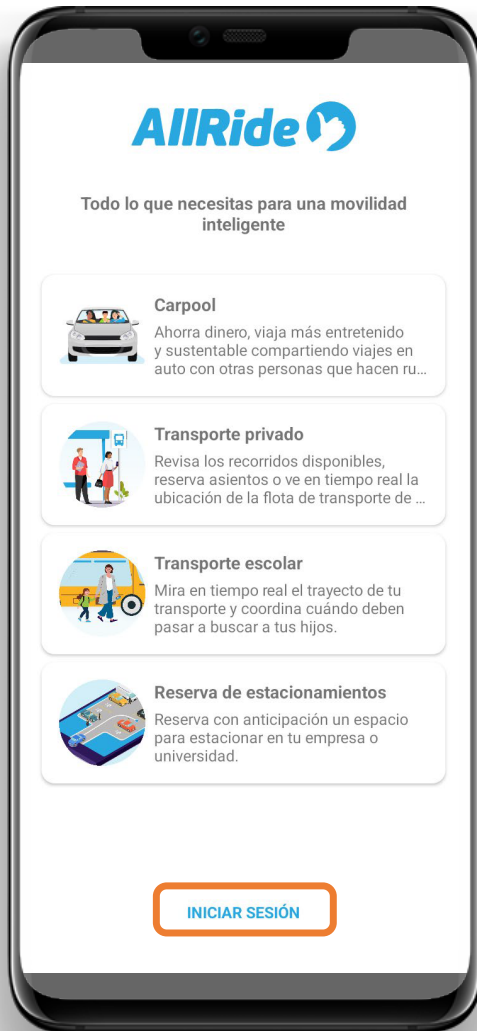 AllRide
Todo lo que necesitas para una movilidad
inteligente
Carpool
Ahorra dinero, viaja más entretenido
y sustentable compartiendo viajes en
auto con otras personas que hacen ru...
Transporte privado
Revisa los recorridos disponibles,
reserva asientos o ve en tiempo real la
ubicación de la flota de transporte de ...
Transporte escolar
Mira en tiempo real el trayecto de tu
transporte y coordina cuándo deben
pasar a buscar a tus hijos.
Reserva de estacionamientos
Reserva con anticipación un espacio
para estacionar en tu empresa o
universidad.
INICIAR SESIÓN